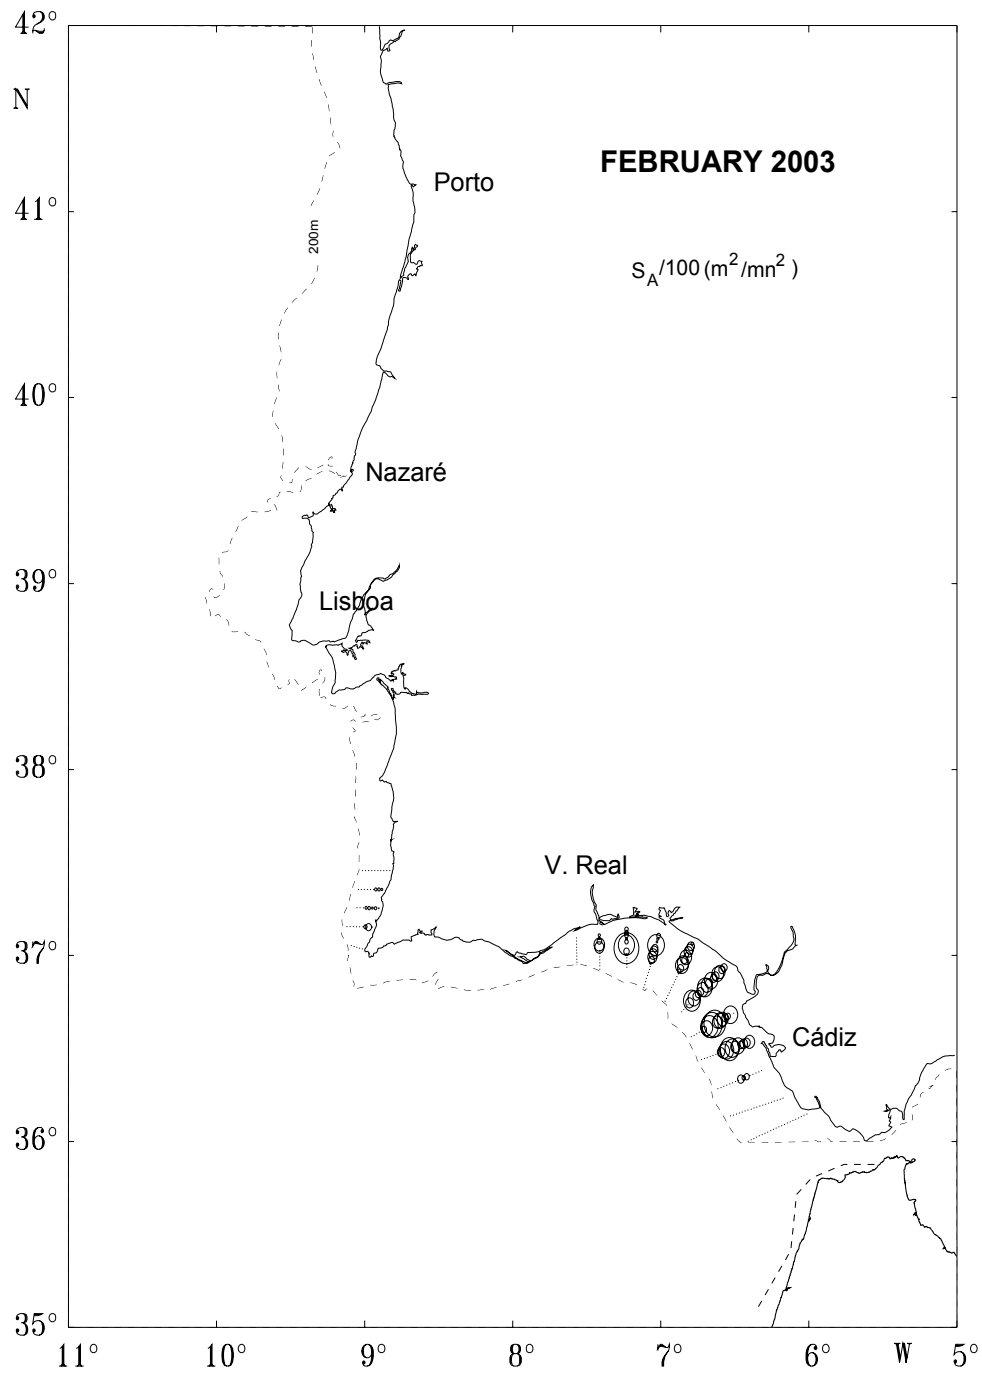 42°
N
FEBRUARY 2003
Porto
41°
200m
S_A/100 (m²/mn²)
40°
Nazaré
39°
Lisboa
38°
V. Real
37°
Cádiz
36°
35°
11° 10° 9° 8° 7° 6° W 5°